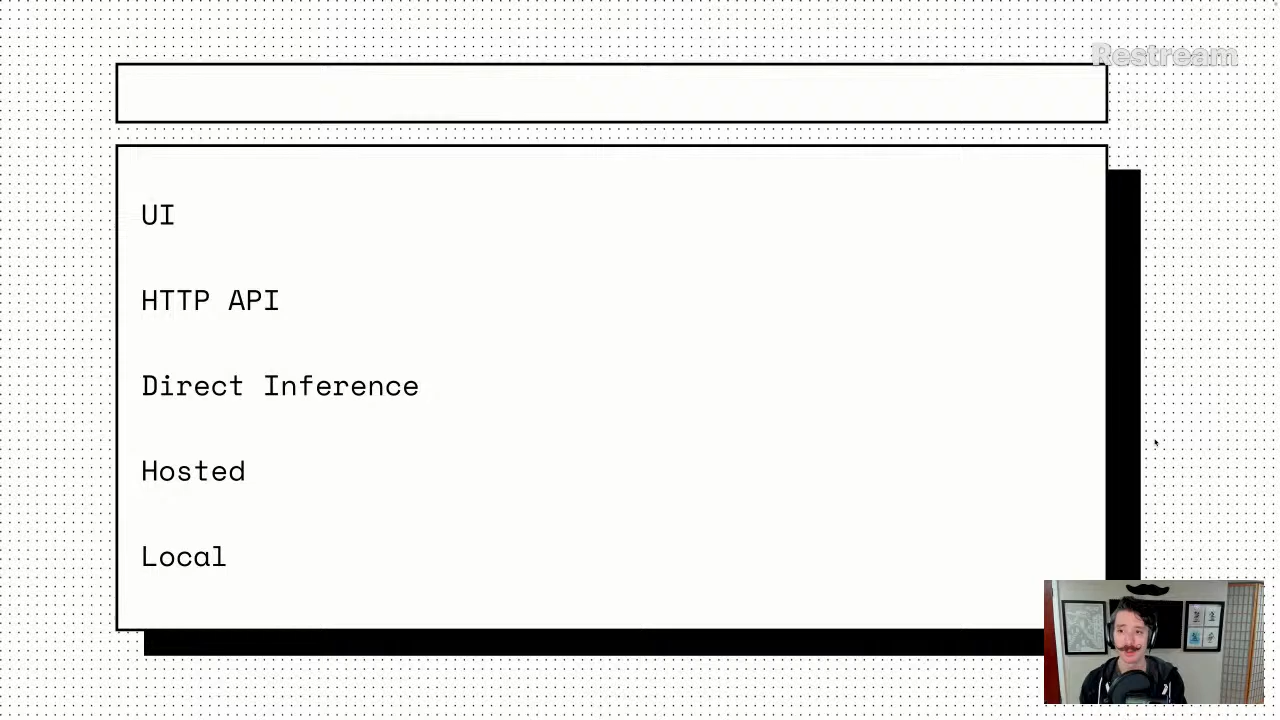 Restream
UI
HTTP API
Direct Inference
Hosted
Local